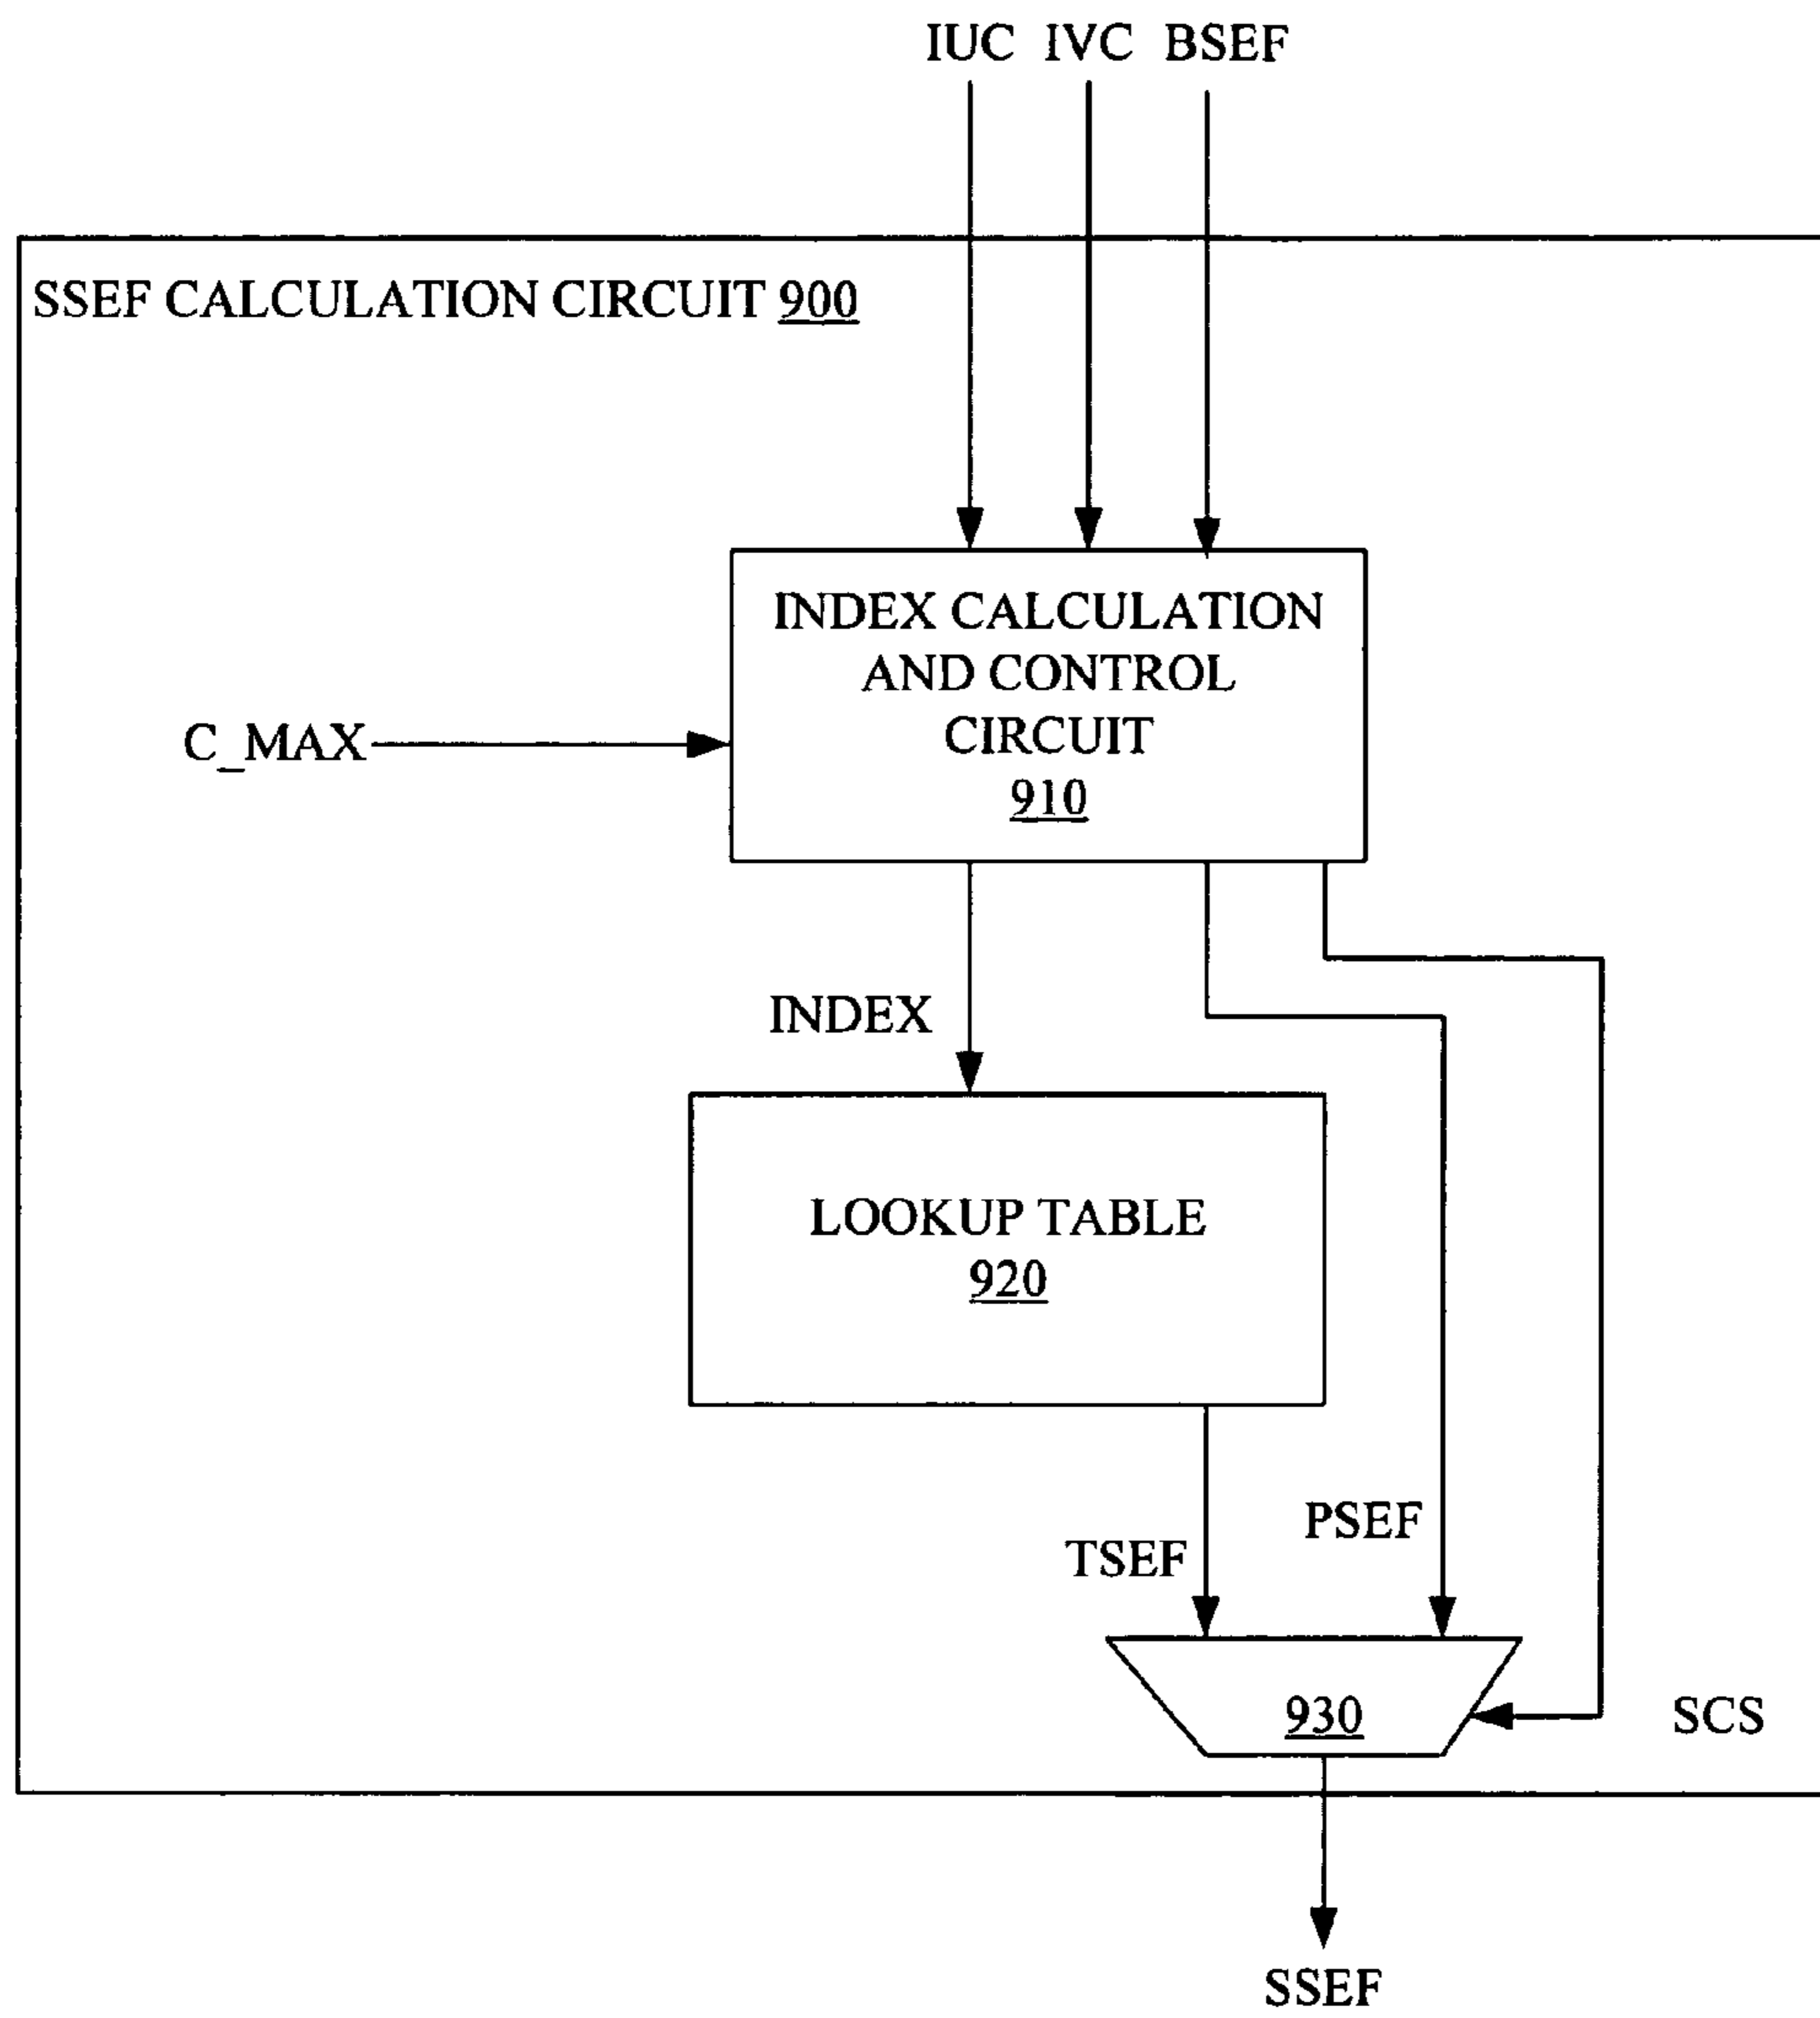 IUC IVC BSEF
SSEF CALCULATION CIRCUIT 900
INDEX CALCULATION
AND CONTROL
CIRCUIT
910
C_MAX
INDEX
LOOKUP TABLE
920
PSEF
TSEF
930
SCS
SSEF